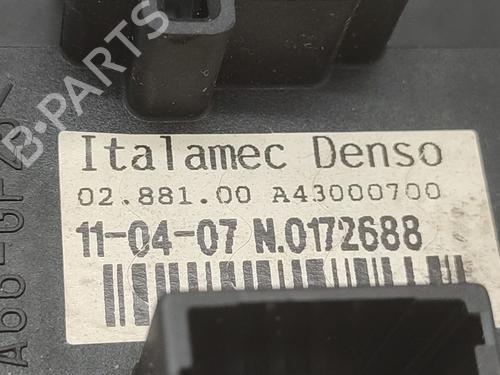 B-PARTS
Italamec Denso
02.881.00 A43000700
11-04-07 N.0172688